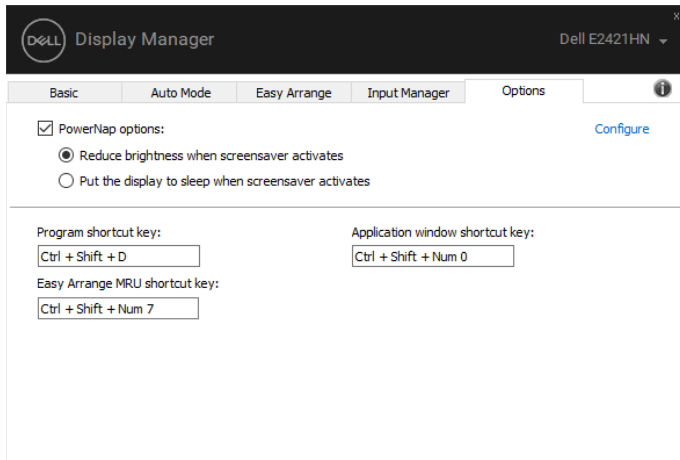 DELL Display Manager Dell E2421HN
Basic Auto Mode Easy Arrange Input Manager Options
PowerNap options: Configure
Reduce brightness when screensaver activates
Put the display to sleep when screensaver activates
Program shortcut key: Application window shortcut key:
Ctrl + Shift + D Ctrl + Shift + Num 0
Easy Arrange MRU shortcut key:
Ctrl + Shift + Num 7